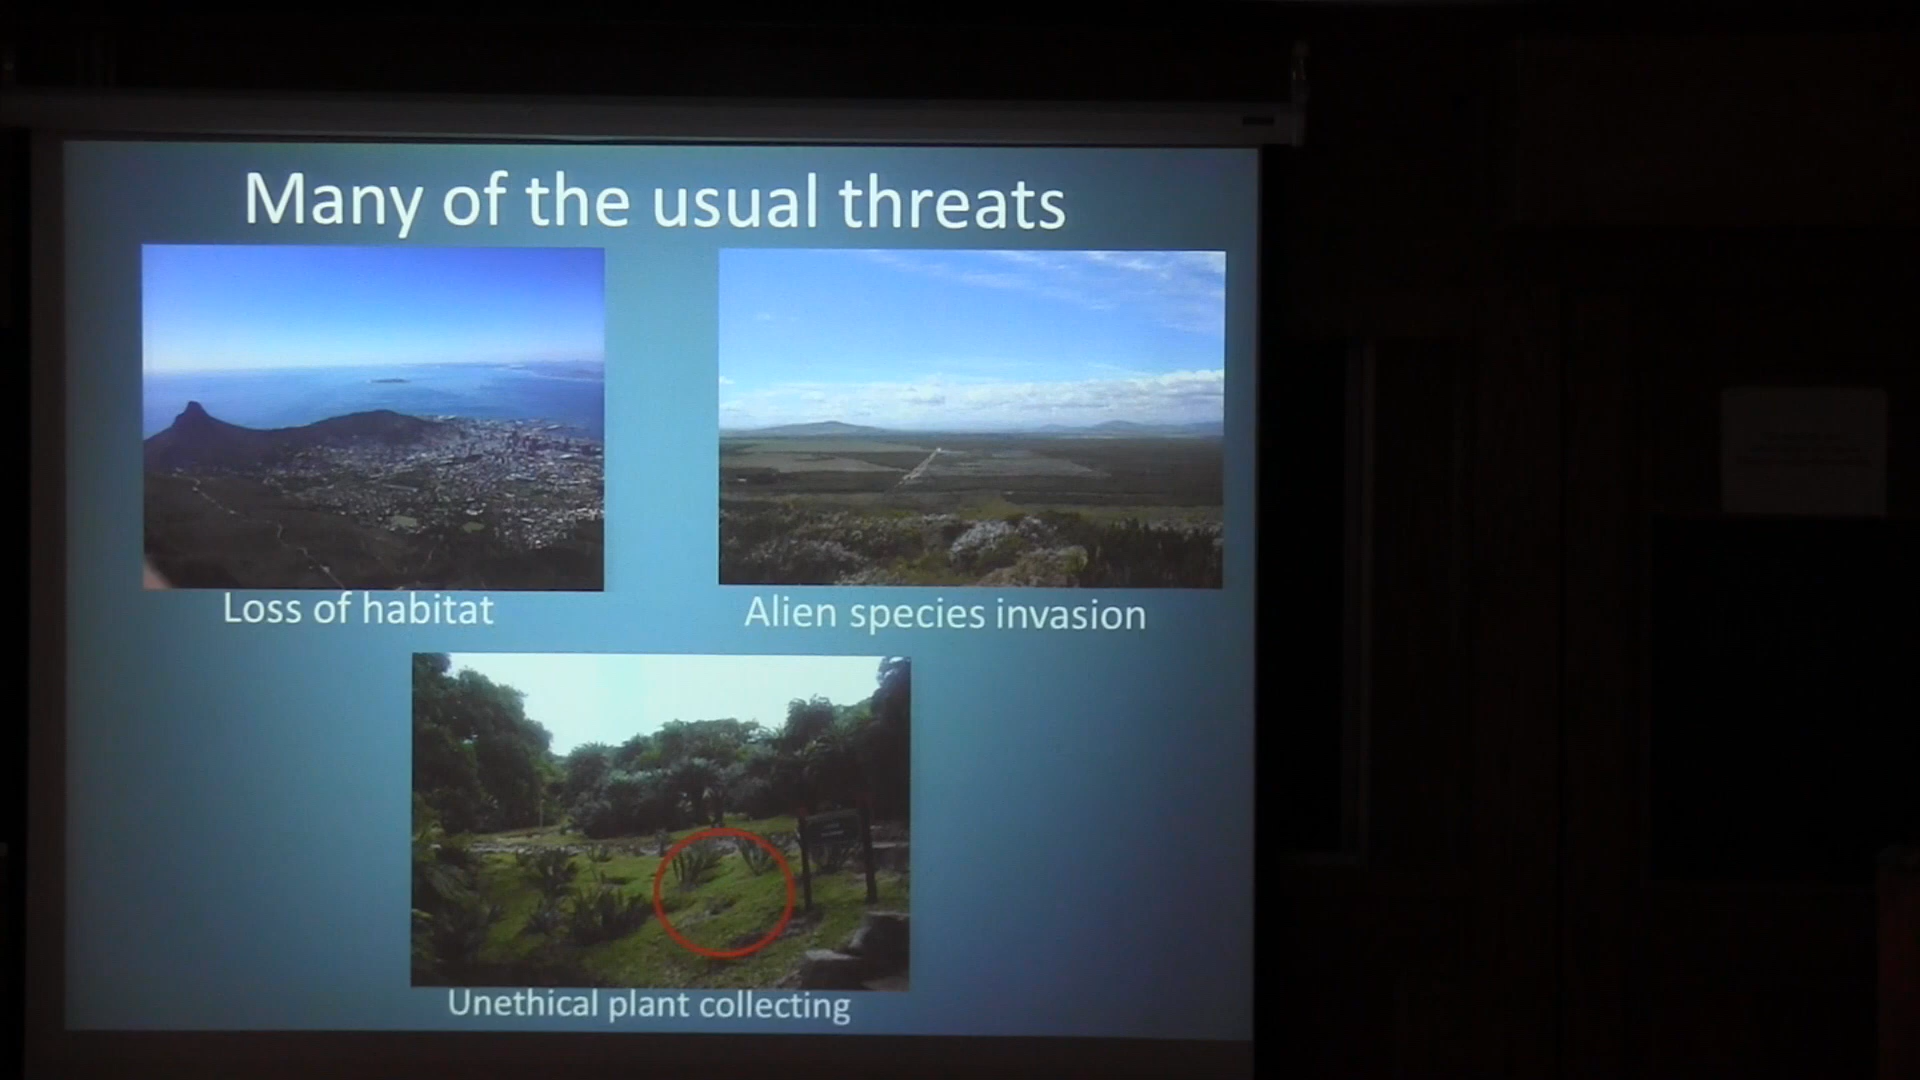 Many of the usual threats
Loss of habitat
Alien species invasion
Unethical plant collecting